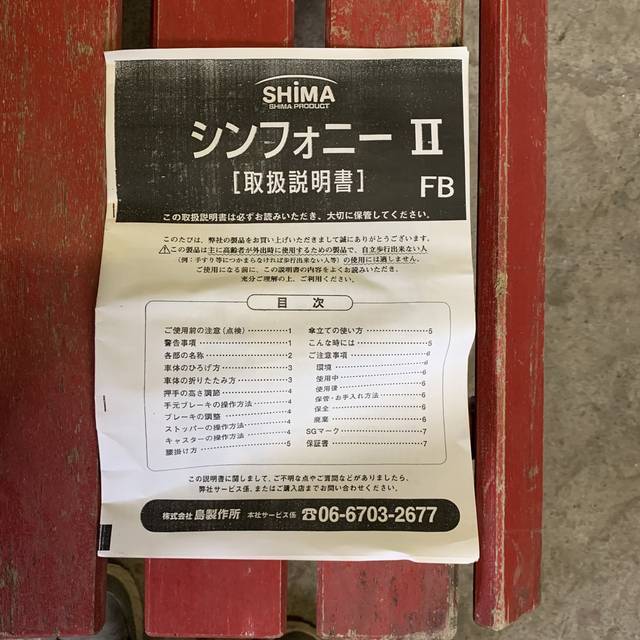 SHiMA
SHIMA PRODUCT
シンフォニー II
[取扱説明書]
FB
この取扱説明書は必ずお読みいただき、大切に保管してください。
このたびは、弊社の製品をお買い上げいただきまして誠にありがとうございます。
⚠この製品は主に高齢者が外出時に使用するための製品で、自立歩行出来ない人
(例:手すり等につかまらなければ歩行出来ない人等)の使用には適しません。
ご使用になる前に、この説明書の内容をよくお読みいただき、
充分ご理解の上、ご利用ください。
目 次
ご使用前の注意(点検)…………1
警告事項…………1
各部の名称…………2
車体のひろげ方…………3
車体の折りたたみ方…………3
押手の高さ調節…………4
手元ブレーキの操作方法…………4
ブレーキの調整…………4
ストッパーの操作方法…………4
キャスターの操作方法…………4
腰掛け方…………5
傘立ての使い方…………5
こんな時には…………5
ご注意事項…………6
環境…………6
使用中…………6
使用後…………6
保管・お手入れ方法…………6
保全…………6
廃棄…………6
SGマーク…………7
保証書…………7
この説明書に関しまして、ご不明な点やご質問などがありましたら、
弊社サービス係、またはご購入店までお問い合わせください。
株式会社 島製作所 本社サービス係 ☎06-6703-2677